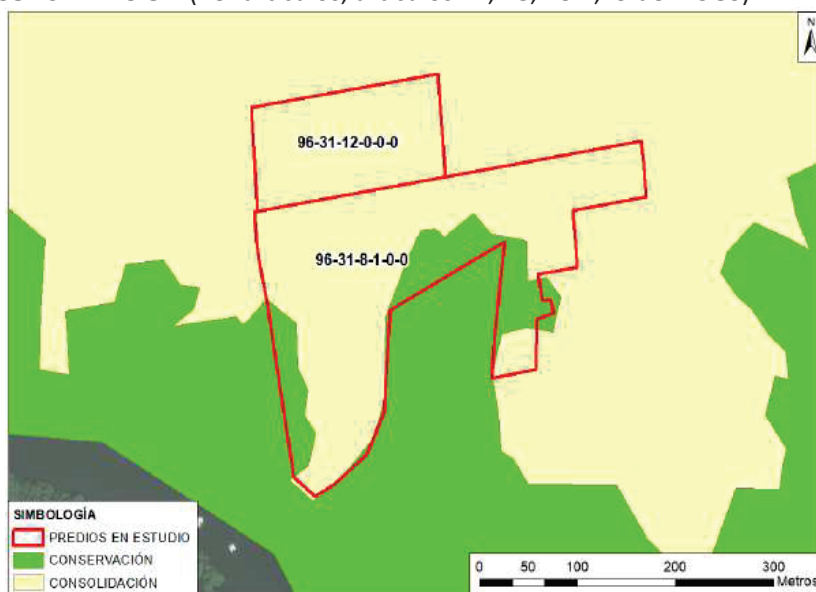 N
96-31-12-0-0-0
96-31-8-1-0-0
SIMBOLOGÍA
PREDIOS EN ESTUDIO
CONSERVACIÓN
CONSOLIDACIÓN
0 50 100 200 300
Metros